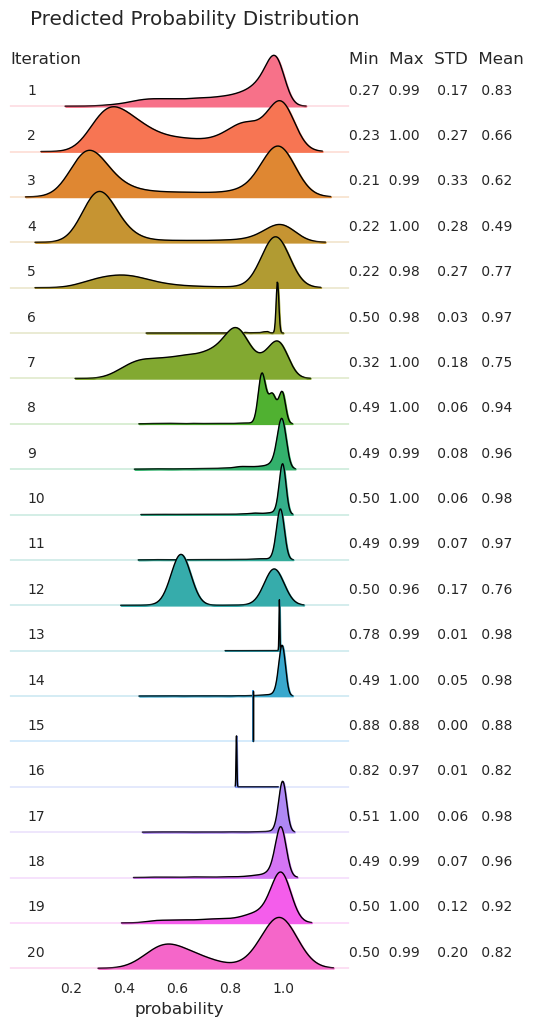 Predicted Probability Distribution
Iteration Min Max STD Mean
1 0.27 0.99 0.17 0.83
2 0.23 1.00 0.27 0.66
3 0.21 0.99 0.33 0.62
4 0.22 1.00 0.28 0.49
5 0.22 0.98 0.27 0.77
6 0.50 0.98 0.03 0.97
7 0.32 1.00 0.18 0.75
8 0.49 1.00 0.06 0.94
9 0.49 0.99 0.08 0.96
10 0.50 1.00 0.06 0.98
11 0.49 0.99 0.07 0.97
12 0.50 0.96 0.17 0.76
13 0.78 0.99 0.01 0.98
14 0.49 1.00 0.05 0.98
15 0.88 0.88 0.00 0.88
16 0.82 0.97 0.01 0.82
17 0.51 1.00 0.06 0.98
18 0.49 0.99 0.07 0.96
19 0.50 1.00 0.12 0.92
20 0.50 0.99 0.20 0.82
0.2 0.4 0.6 0.8 1.0
probability